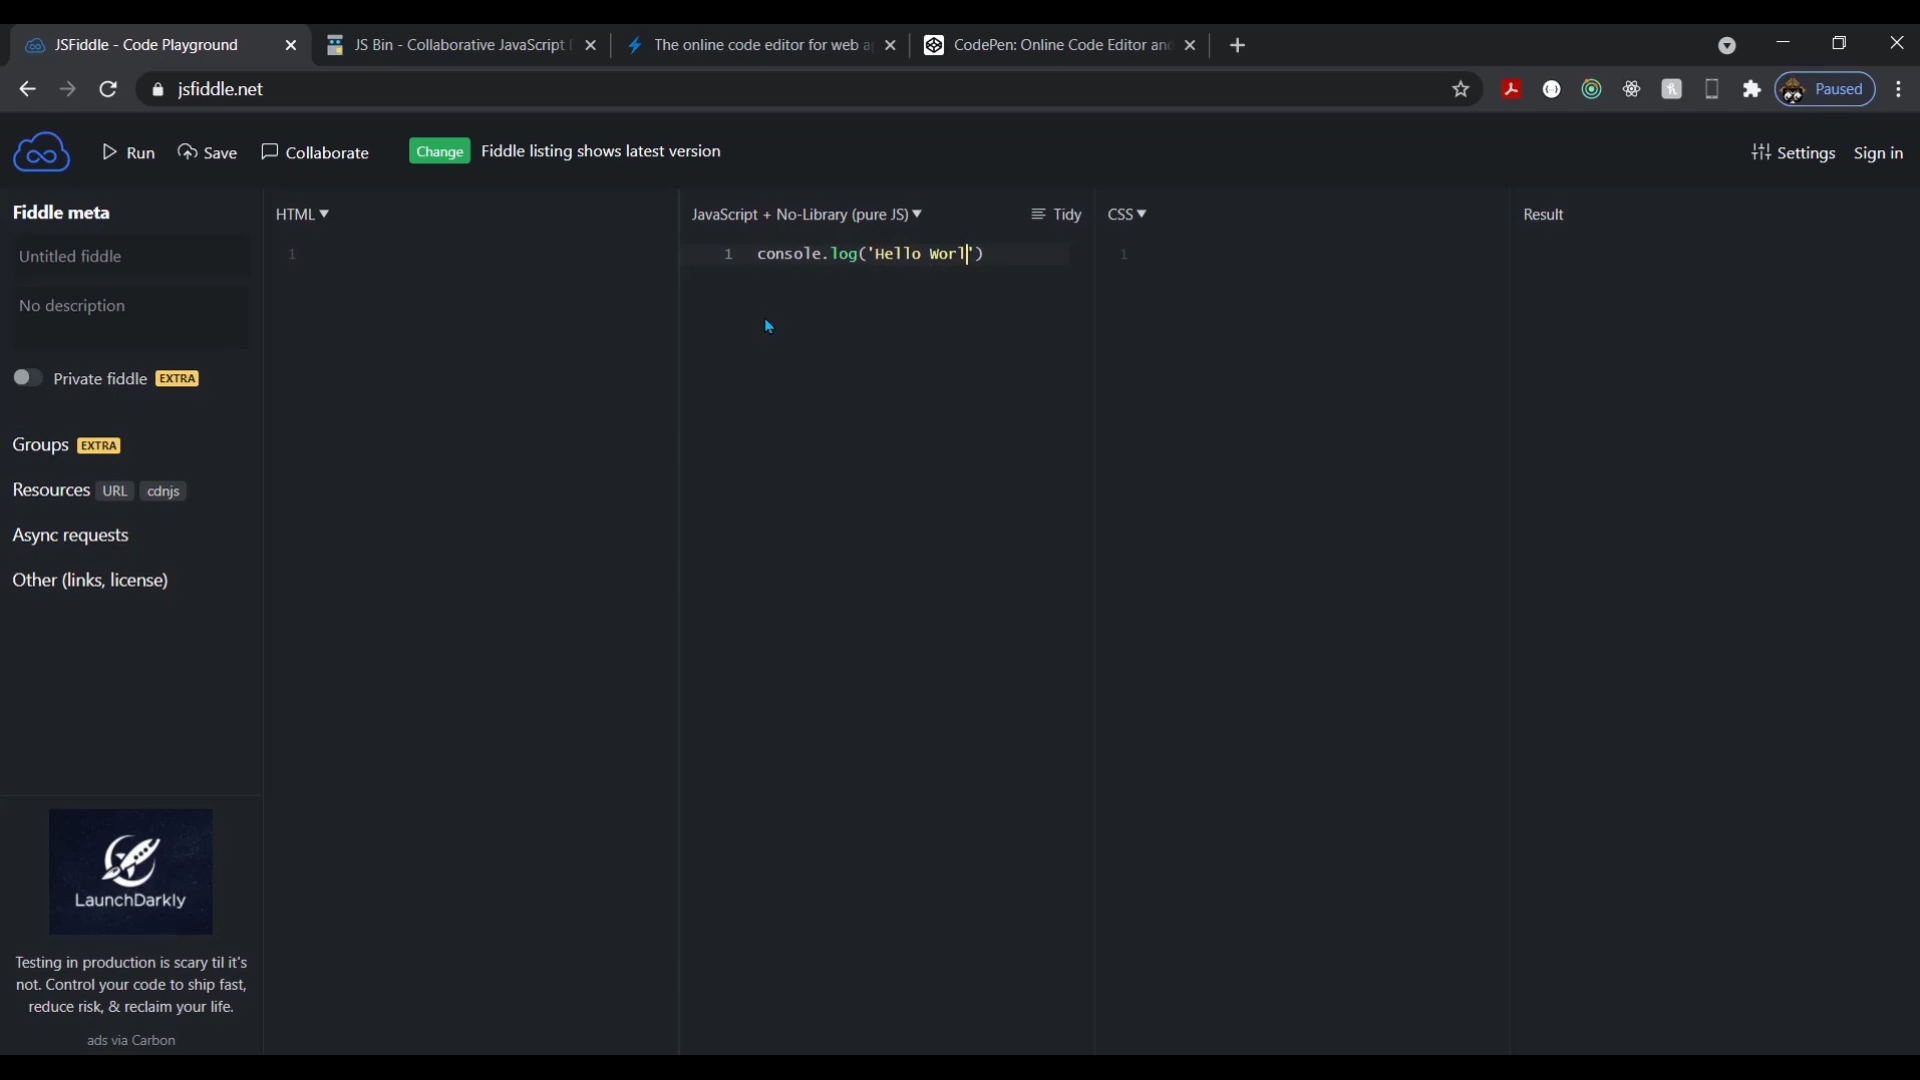 JSFiddle - Code Playground
JS Bin - Collaborative JavaScript
The online code editor for web a
CodePen: Online Code Editor an
jsfiddle.net
Paused
Run
Save
Collaborate
Change
Fiddle listing shows latest version
Settings
Sign in
Fiddle meta
Untitled fiddle
No description
Private fiddle EXTRA
Groups EXTRA
Resources URL cdnjs
Async requests
Other (links, license)
HTML
1
JavaScript + No-Library (pure JS)
Tidy
1 console.log('Hello Worl')
CSS
1
Result
LaunchDarkly
Testing in production is scary til it's
not. Control your code to ship fast,
reduce risk, & reclaim your life.
ads via Carbon